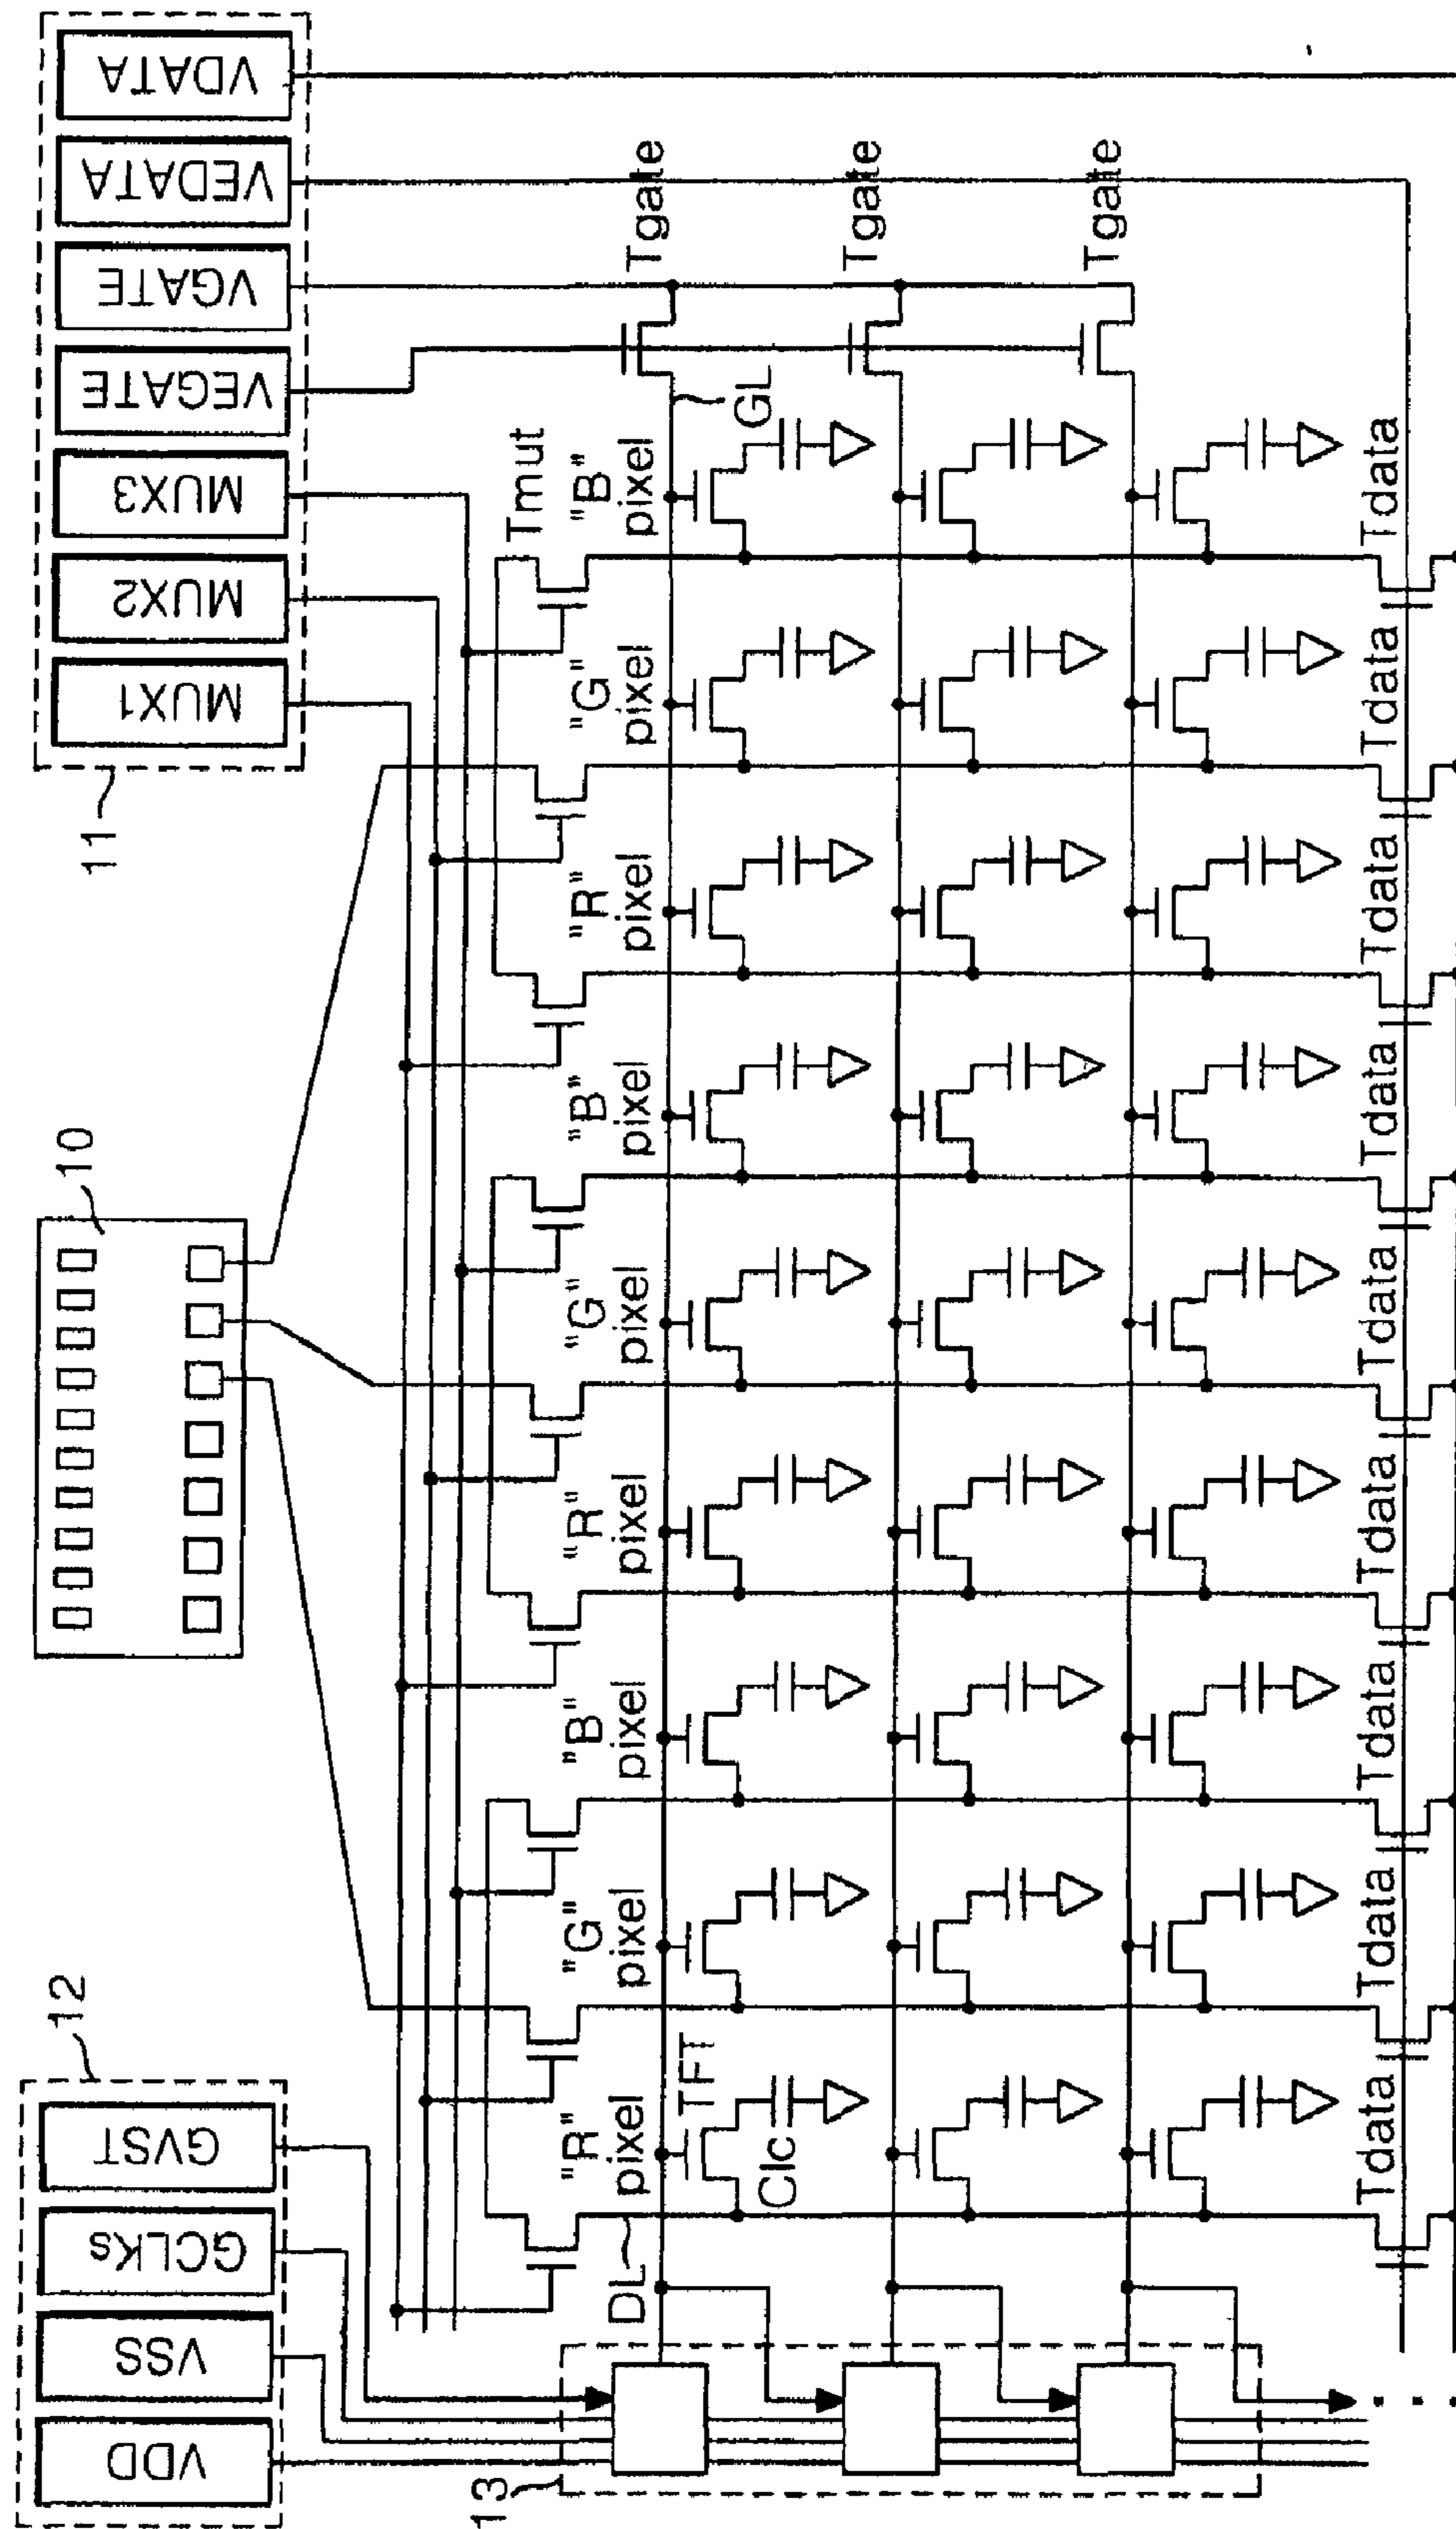 VDATA
VEDATA
VGATE
VEGATE
MUX3
MUX2
MUX1
11
10
12
GVST
GCLKs
VSS
VDD
13
Tgate
Tgate
Tgate
GL
Tmut
"B" pixel
"G" pixel
"R" pixel
"B" pixel
"G" pixel
"R" pixel
"B" pixel
"G" pixel
"R" pixel
TFT
Clc
DL
Tdata
Tdata
Tdata
Tdata
Tdata
Tdata
Tdata
Tdata
Tdata